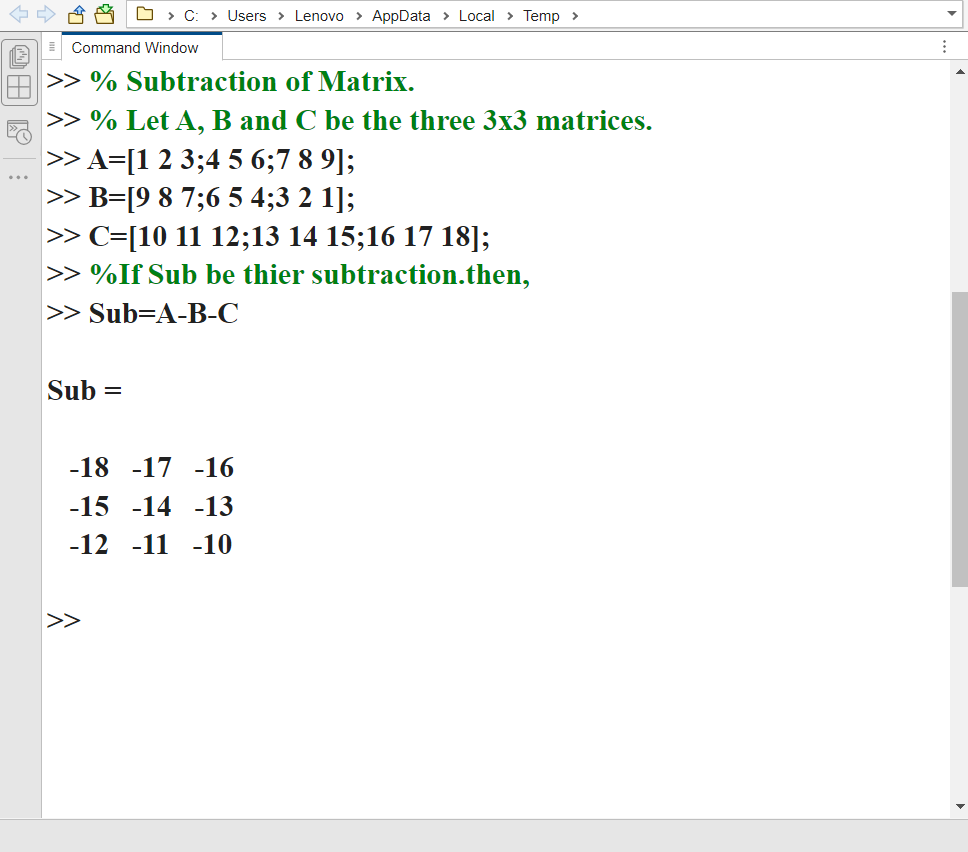 C: Users Lenovo AppData Local Temp
Command Window
>> % Subtraction of Matrix.
>> % Let A, B and C be the three 3x3 matrices.
>> A=[1 2 3;4 5 6;7 8 9];
>> B=[9 8 7;6 5 4;3 2 1];
>> C=[10 11 12;13 14 15;16 17 18];
>> %If Sub be thier subtraction.then,
>> Sub=A-B-C
Sub =
-18 -17 -16
-15 -14 -13
-12 -11 -10
>>